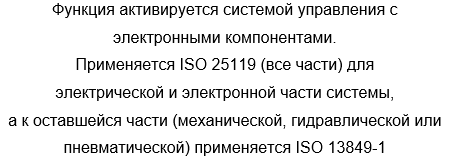 Функция активируется системой управления с
электронными компонентами.
Применяется ISO 25119 (все части) для
электрической и электронной части системы,
а к оставшейся части (механической, гидравлической или
пневматической) применяется ISO 13849-1